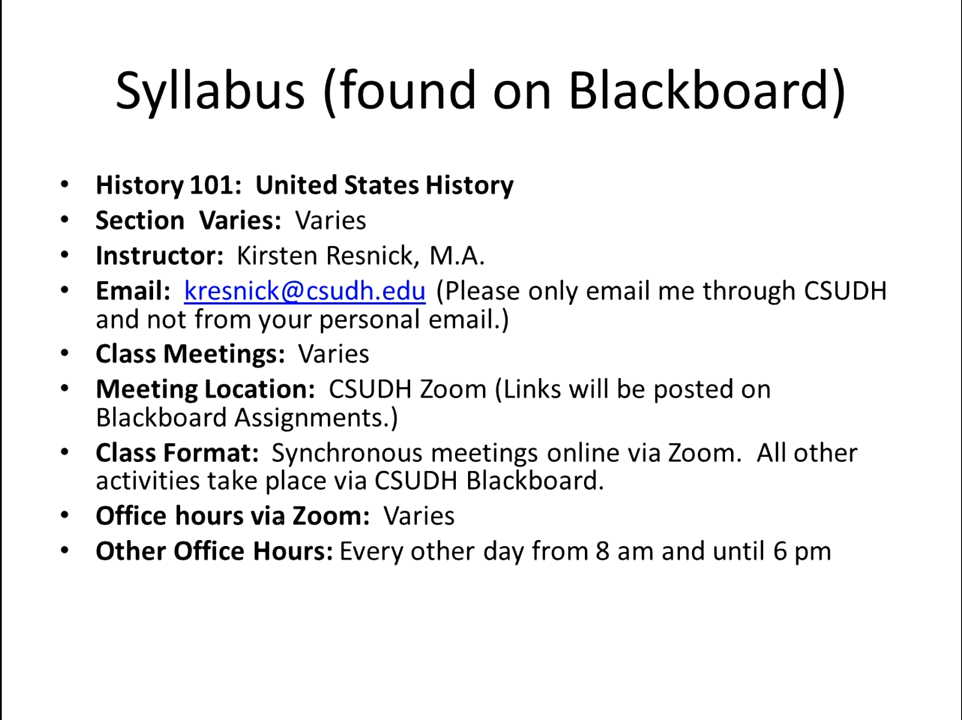 Syllabus (found on Blackboard)
• History 101:  United States History
• Section  Varies:  Varies
• Instructor:  Kirsten Resnick, M.A.
• Email:  kresnick@csudh.edu (Please only email me through CSUDH
and not from your personal email.)
• Class Meetings:  Varies
• Meeting Location:  CSUDH Zoom (Links will be posted on
Blackboard Assignments.)
• Class Format:  Synchronous meetings online via Zoom.  All other
activities take place via CSUDH Blackboard.
• Office hours via Zoom:  Varies
• Other Office Hours: Every other day from 8 am and until 6 pm